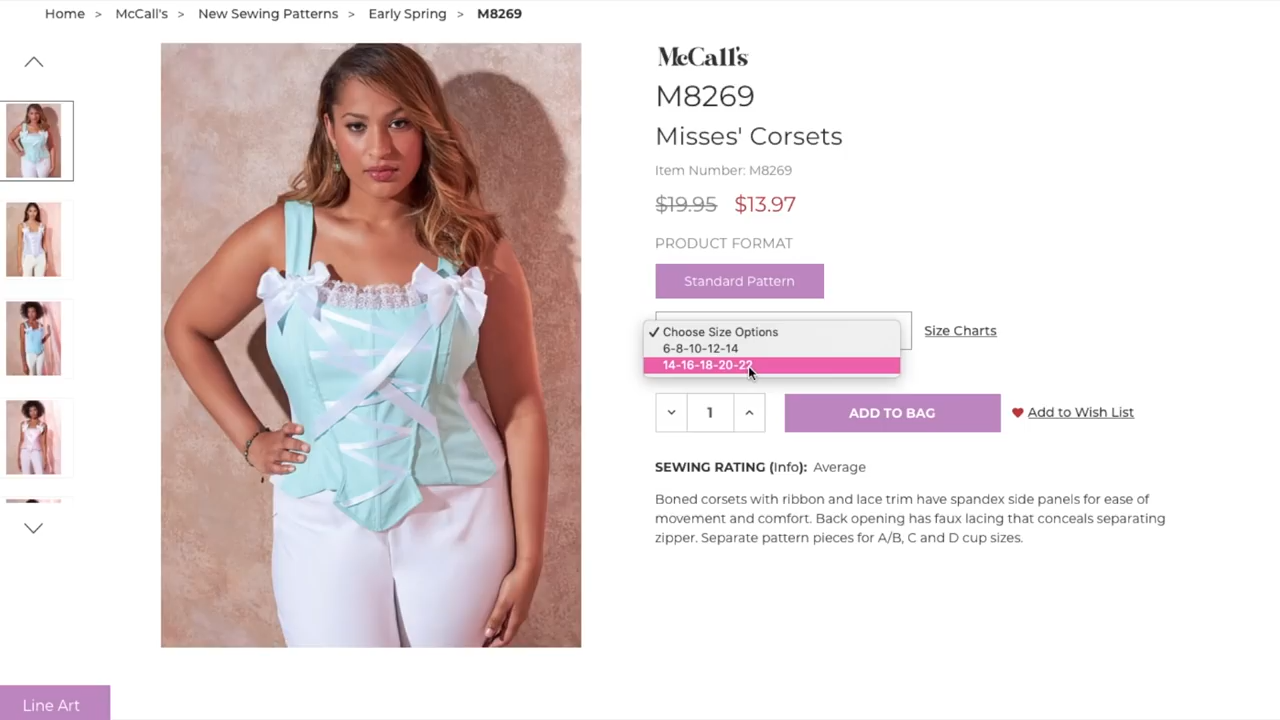 Home > McCall's > New Sewing Patterns > Early Spring > M8269
McCall's
M8269
Misses' Corsets
Item Number: M8269
$19.95 $13.97
PRODUCT FORMAT
Standard Pattern
✓ Choose Size Options
6-8-10-12-14
14-16-18-20-22
Size Charts
1
ADD TO BAG
Add to Wish List
SEWING RATING (Info): Average
Boned corsets with ribbon and lace trim have spandex side panels for ease of
movement and comfort. Back opening has faux lacing that conceals separating
zipper. Separate pattern pieces for A/B, C and D cup sizes.
Line Art